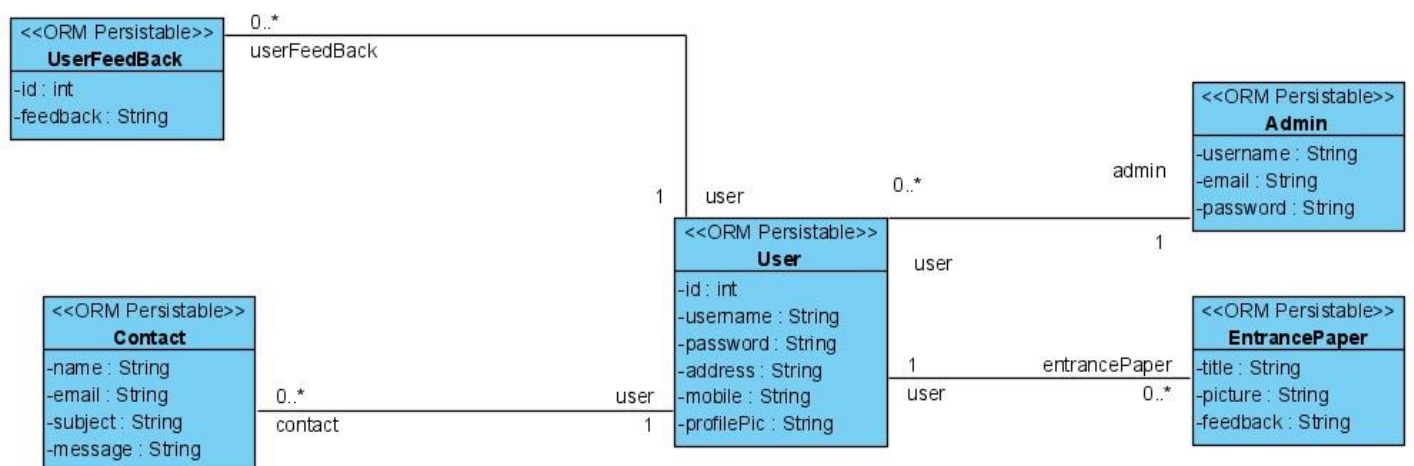 <<ORM Persistable>>
UserFeedBack
-id : int
-feedback : String
0..*
userFeedBack
1
user
<<ORM Persistable>>
Admin
-username : String
-email : String
-password : String
0..*
admin
user
1
<<ORM Persistable>>
User
-id : int
-username : String
-password : String
-address : String
-mobile : String
-profilePic : String
<<ORM Persistable>>
Contact
-name : String
-email : String
-subject : String
-message : String
0..*
contact
user
1
1
user
entrancePaper
0..*
<<ORM Persistable>>
EntrancePaper
-title : String
-picture : String
-feedback : String